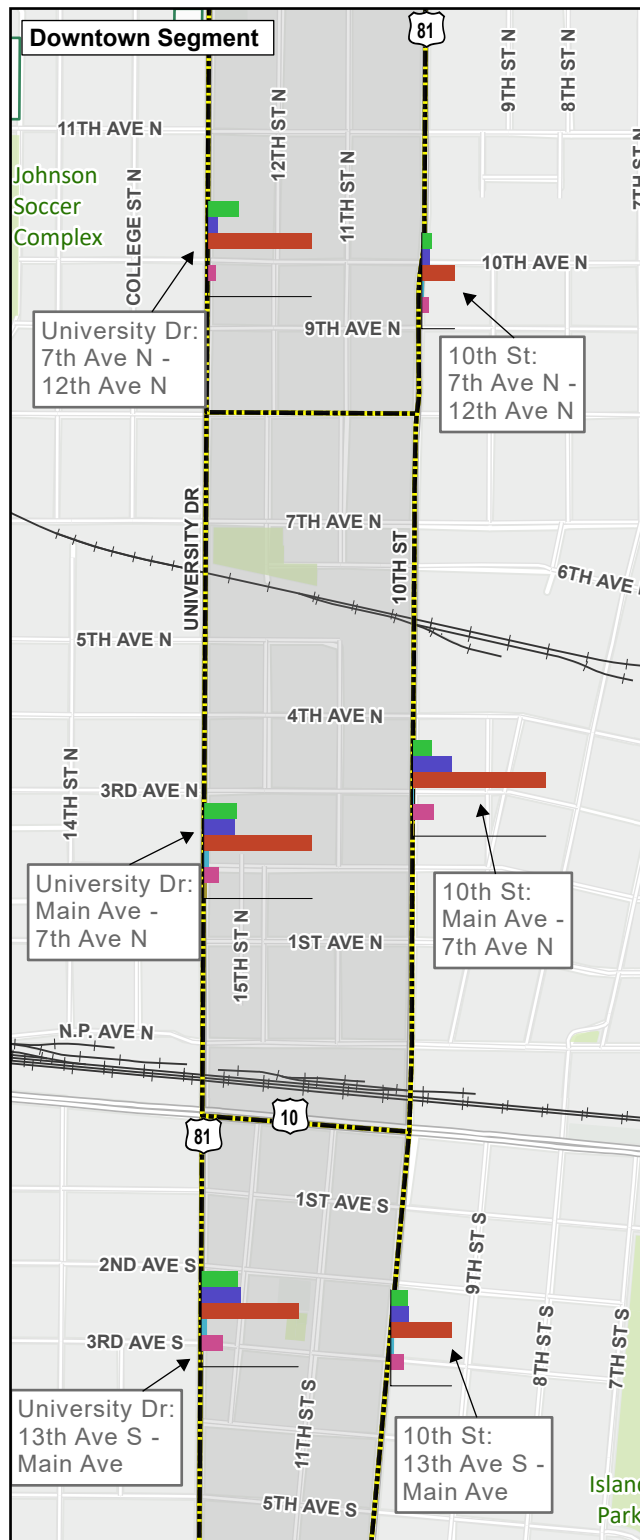 Downtown Segment
81
9TH ST N
8TH ST N
7TH ST N
11TH AVE N
12TH ST N
11TH ST N
Johnson
Soccer
Complex
COLLEGE ST N
10TH AVE N
9TH AVE N
University Dr:
7th Ave N -
12th Ave N
10th St:
7th Ave N -
12th Ave N
UNIVERSITY DR
7TH AVE N
10TH ST
6TH AVE N
5TH AVE N
4TH AVE N
14TH ST N
3RD AVE N
University Dr:
Main Ave -
7th Ave N
10th St:
Main Ave -
7th Ave N
15TH ST N
1ST AVE N
N.P. AVE N
10
81
1ST AVE S
9TH ST S
2ND AVE S
8TH ST S
7TH ST S
3RD AVE S
University Dr:
13th Ave S -
Main Ave
11TH ST S
10th St:
13th Ave S -
Main Ave
5TH AVE S
Island
Park